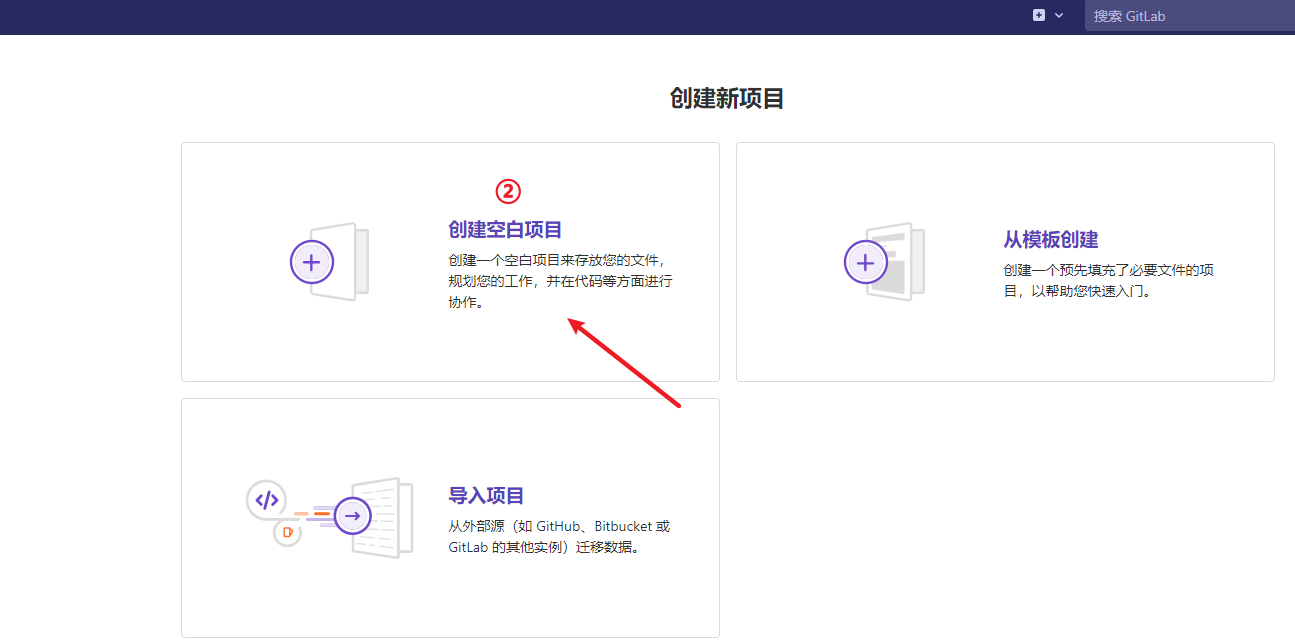 搜索 GitLab
创建新项目
②
创建空白项目
创建一个空白项目来存放您的文件，
规划您的工作，并在代码等方面进行
协作。
从模板创建
创建一个预先填充了必要文件的项
目，以帮助您快速入门。
导入项目
从外部源（如 GitHub、Bitbucket 或
GitLab 的其他实例）迁移数据。